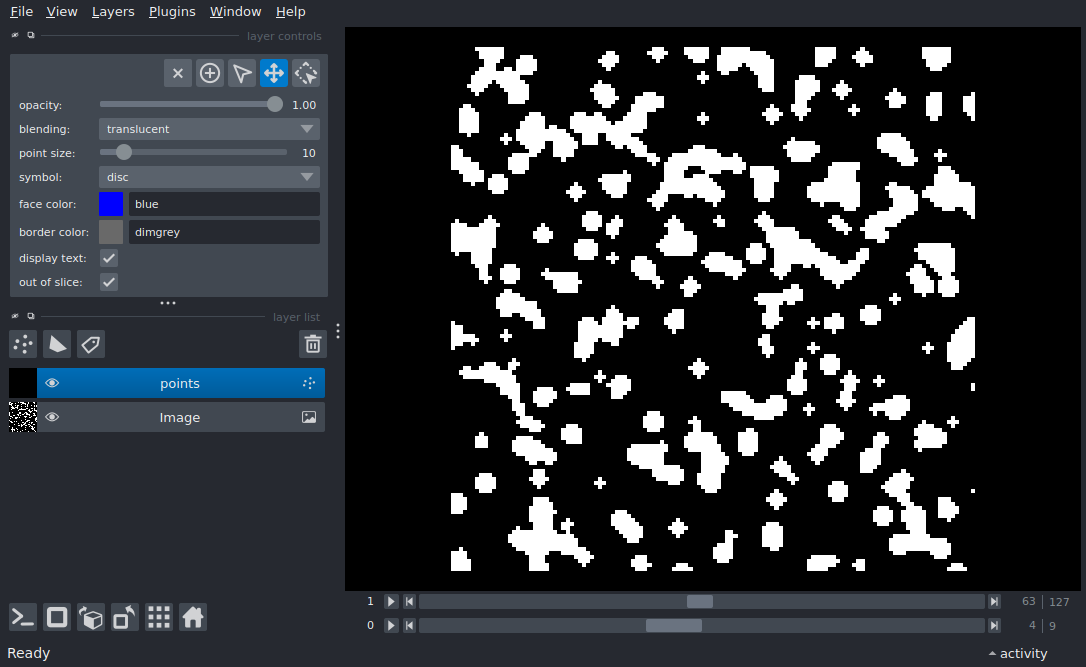 File View Layers Plugins Window Help
layer controls
opacity: 1.00
blending: translucent
point size: 10
symbol: disc
face color: blue
border color: dimgrey
display text:
out of slice:
layer list
points
Image
1 63 127
0 4 9
Ready activity